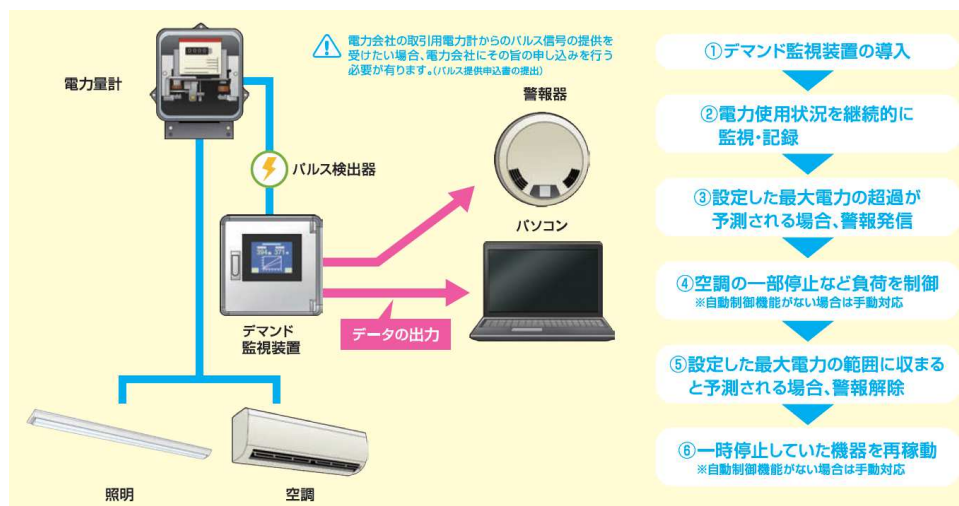 電力会社の取引用電力計からのパルス信号の提供を
受けたい場合、電力会社にその旨の申し込みを行う
必要が有ります。(パルス提供申込書の提出)
電力量計
パルス検出器
警報器
パソコン
デマンド
監視装置
データの出力
照明
空調
①デマンド監視装置の導入
②電力使用状況を継続的に
監視・記録
③設定した最大電力の超過が
予測される場合、警報発信
④空調の一部停止など負荷を制御
※自動制御機能がない場合は手動対応
⑤設定した最大電力の範囲に収まる
と予測される場合、警報解除
⑥一時停止していた機器を再稼動
※自動制御機能がない場合は手動対応